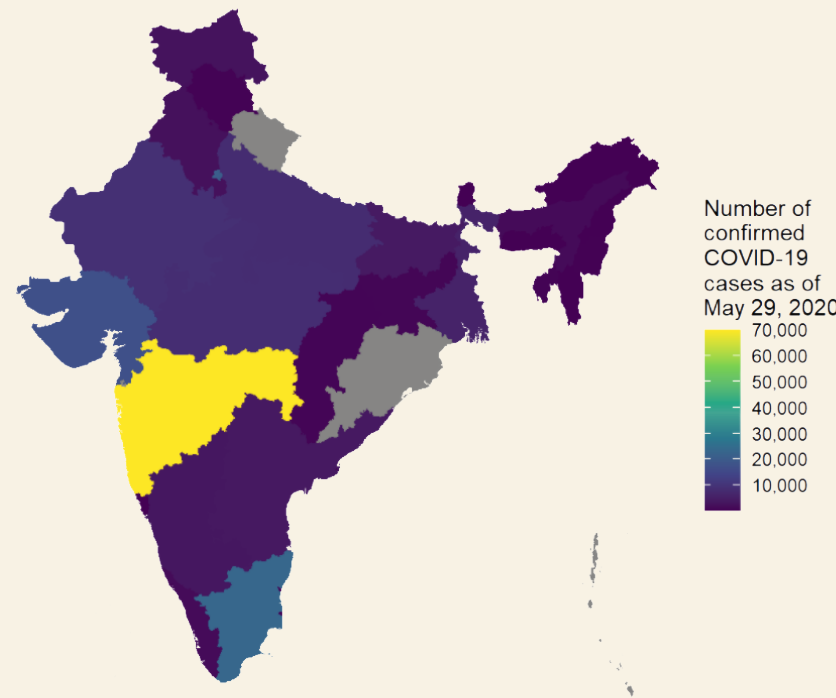 Number of
confirmed
COVID-19
cases as of
May 29, 2020
70,000
60,000
50,000
40,000
30,000
20,000
10,000